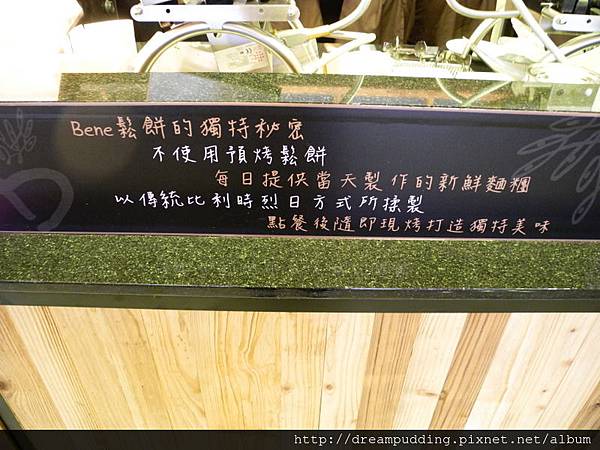 Bene鬆餅的獨特祕密
不使用預烤鬆餅
每日提供當天製作的新鮮麵糰
以傳統比利時烈日方式所揉製
點餐後隨即現烤打造獨特美味
http://dreampudding.pixnet.net/album